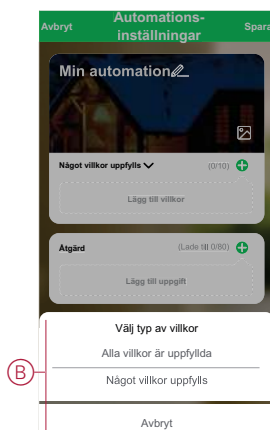 Avbryt
Automations-
inställningar
Spara
Min automation
Något villkor uppfylls
(0/10)
Lägg till villkor
Åtgärd
(Lade till 0/80)
Lägg till uppgift
Välj typ av villkor
Alla villkor är uppfyllda
B
Något villkor uppfylls
Avbryt